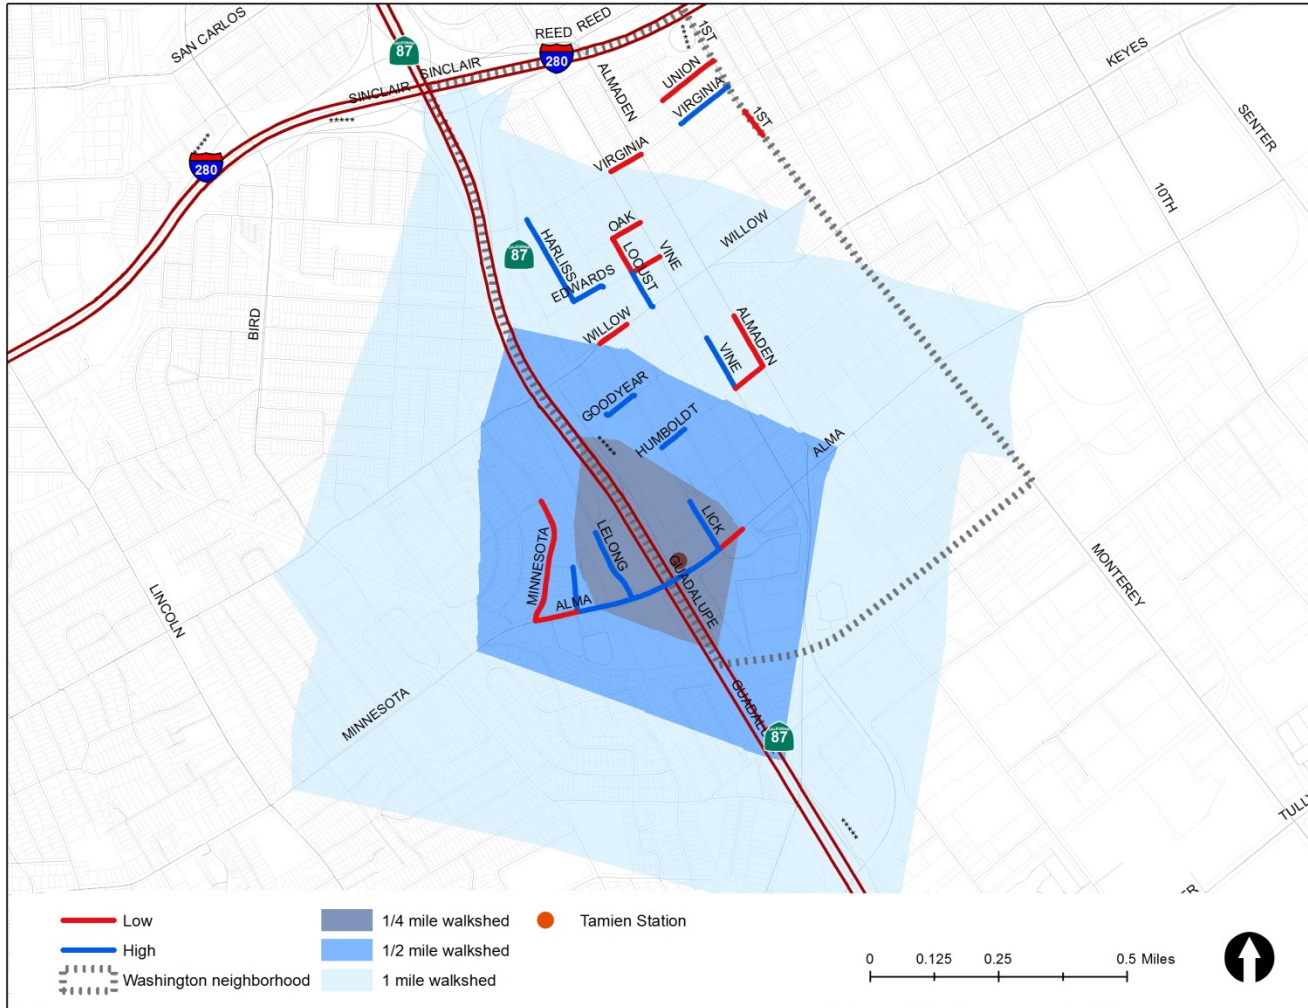 SAN CARLOS
CALIFORNIA
87
SINCLAIR
SINCLAIR
REED
REED
280
1ST
ALMADEN
UNION
VIRGINIA
1ST
KEYES
SENTER
*****
*****
*****
280
VIRGINIA
10TH
OAK
WILLOW
HARLISS
LOCUST
VINE
CALIFORNIA
87
EDWARDS
BIRD
WILLOW
ALMADEN
VINE
GOODYEAR
HUMBOLDT
ALMA
*****
LICK
LELONG
MINNESOTA
GUADALUPE
ALMA
MONTEREY
LINCOLN
MINNESOTA
CALIFORNIA
87
*****
Low
High
Washington neighborhood
1/4 mile walkshed
1/2 mile walkshed
1 mile walkshed
Tamien Station
0 0.125 0.25 0.5 Miles